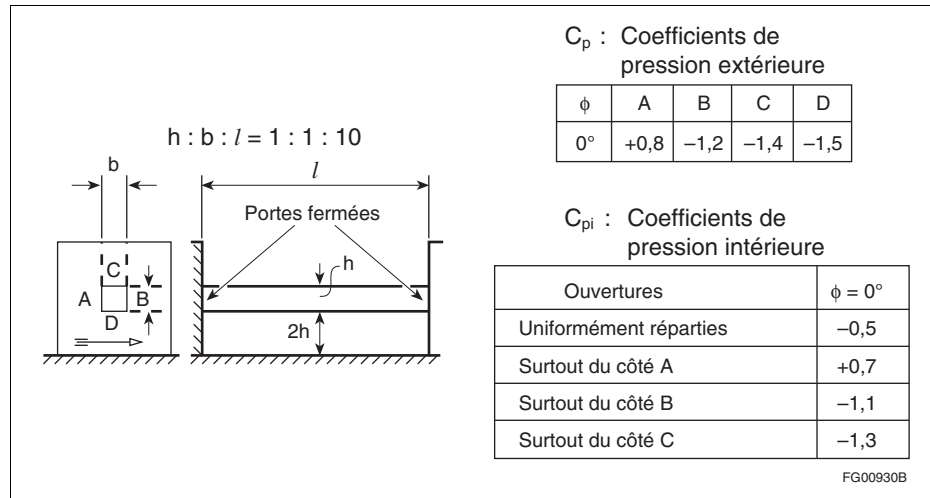 h : b : l = 1 : 1 : 10
b
l
Portes fermées
h
C
A
B
D
2h
Cp : Coefficients de
pression extérieure
ϕ A B C D
0° +0,8 –1,2 –1,4 –1,5
Cpi : Coefficients de
pression intérieure
Ouvertures ϕ = 0°
Uniformément réparties –0,5
Surtout du côté A +0,7
Surtout du côté B –1,1
Surtout du côté C –1,3
FG00930B